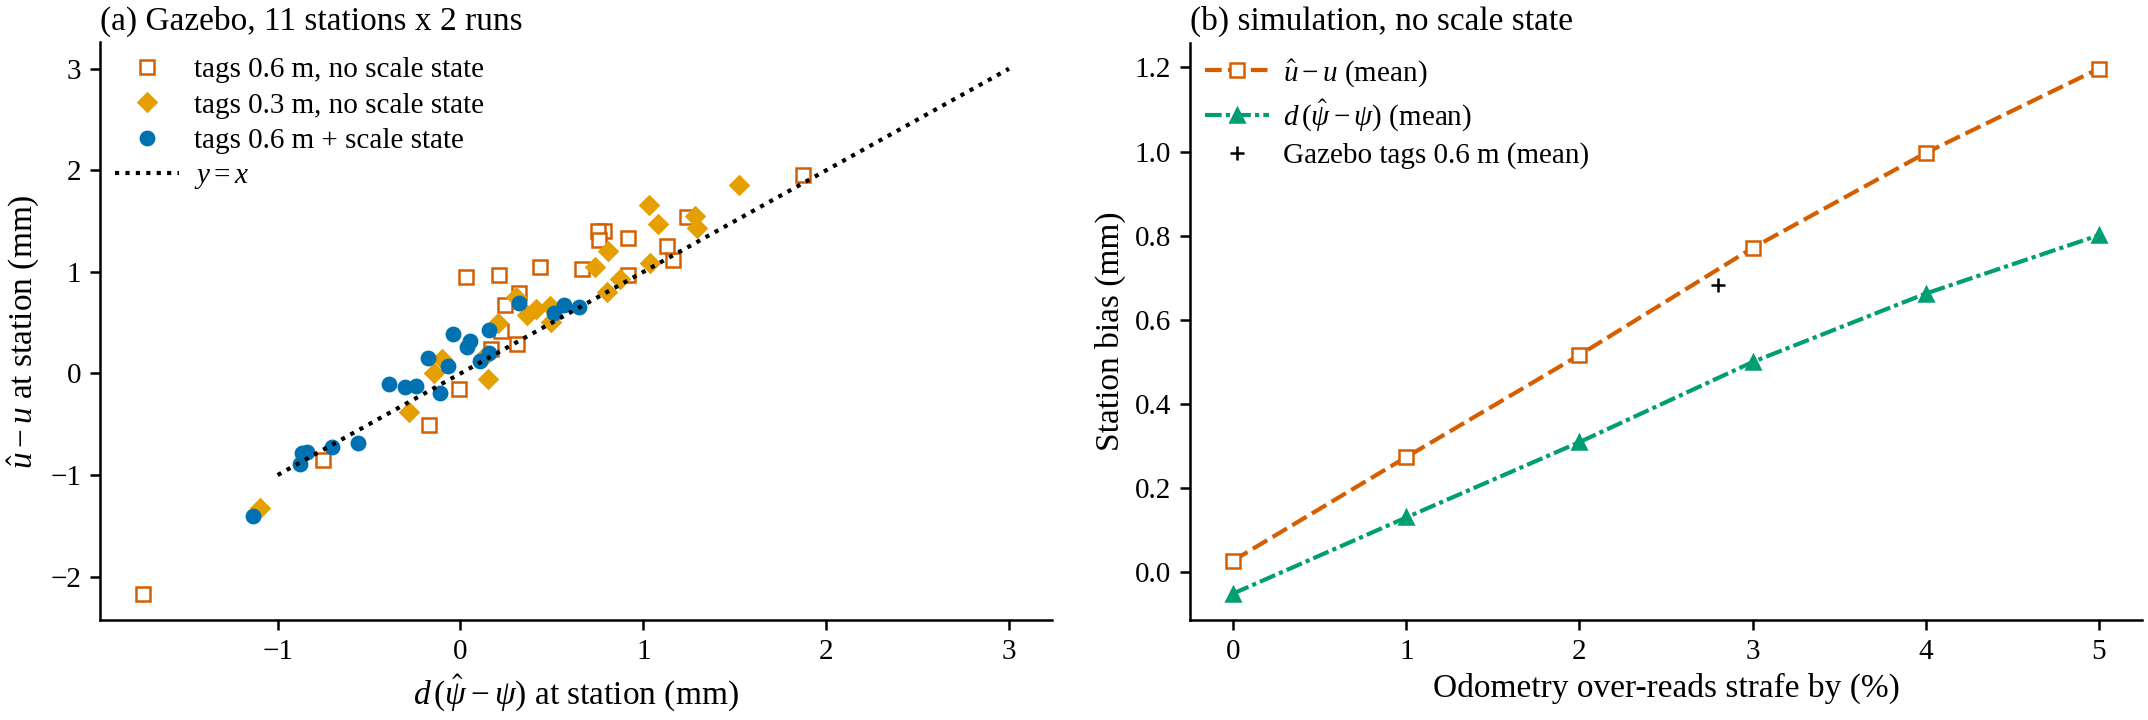 (a) Gazebo, 11 stations x 2 runs
tags 0.6 m, no scale state
tags 0.3 m, no scale state
tags 0.6 m + scale state
y = x
3
2
1
0
−1
−2
û − u at station (mm)
−1
0
1
2
3
d (ψ̂ − ψ) at station (mm)
(b) simulation, no scale state
û − u (mean)
d (ψ̂ − ψ) (mean)
Gazebo tags 0.6 m (mean)
1.2
1.0
0.8
0.6
0.4
0.2
0.0
Station bias (mm)
0
1
2
3
4
5
Odometry over-reads strafe by (%)